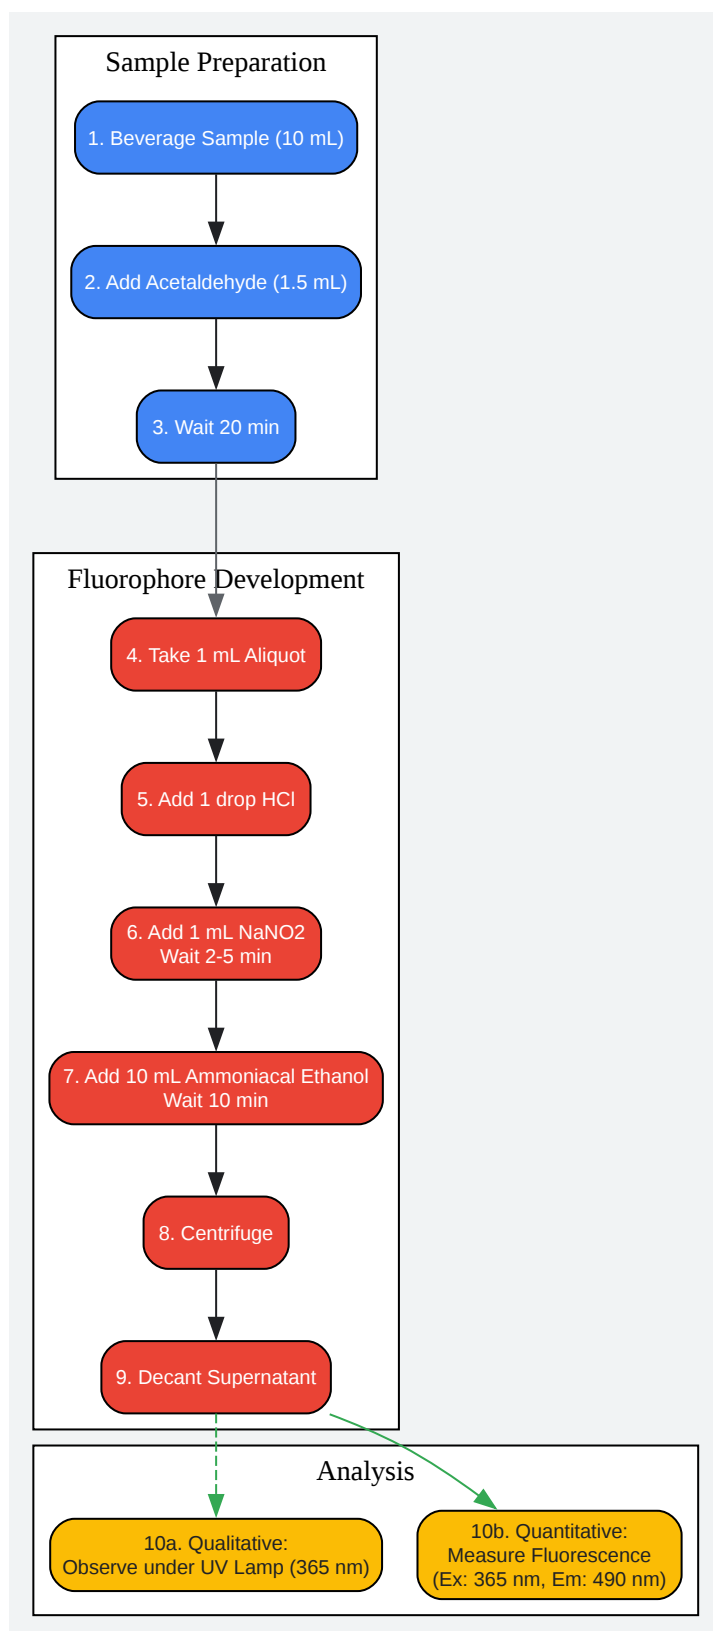 Sample Preparation
1. Beverage Sample (10 mL)
2. Add Acetaldehyde (1.5 mL)
3. Wait 20 min
Fluorophore Development
4. Take 1 mL Aliquot
5. Add 1 drop HCl
6. Add 1 mL NaNO2
Wait 2-5 min
7. Add 10 mL Ammoniacal Ethanol
Wait 10 min
8. Centrifuge
9. Decant Supernatant
Analysis
10a. Qualitative:
Observe under UV Lamp (365 nm)
10b. Quantitative:
Measure Fluorescence
(Ex: 365 nm, Em: 490 nm)